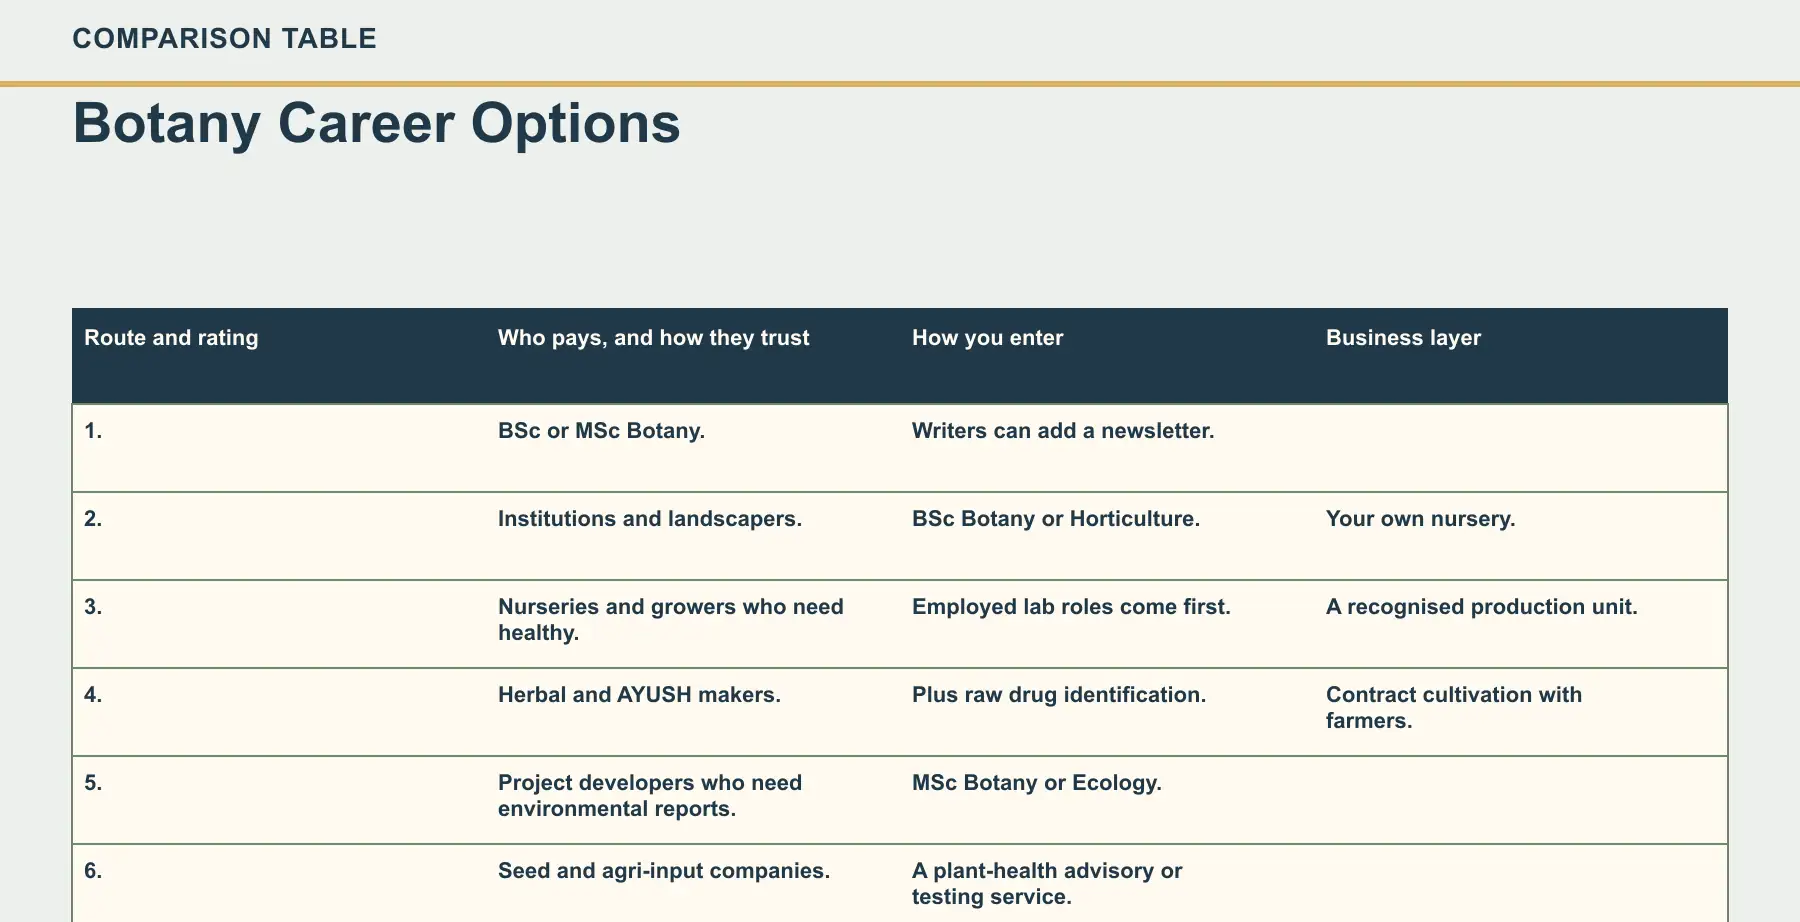 COMPARISON TABLE
Botany Career Options
Route and rating
Who pays, and how they trust
How you enter
Business layer
1.
BSc or MSc Botany.
Writers can add a newsletter.
2.
Institutions and landscapers.
BSc Botany or Horticulture.
Your own nursery.
3.
Nurseries and growers who need
healthy.
Employed lab roles come first.
A recognised production unit.
4.
Herbal and AYUSH makers.
Plus raw drug identification.
Contract cultivation with
farmers.
5.
Project developers who need
environmental reports.
MSc Botany or Ecology.
6.
Seed and agri-input companies.
A plant-health advisory or
testing service.